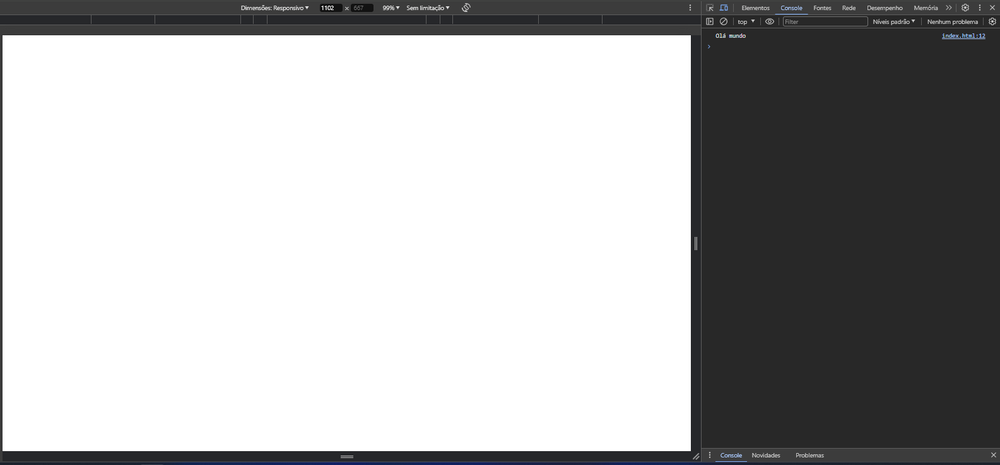 Dimensões: Responsivo 1102 × 667 99% Sem limitação
Elementos Console Fontes Rede Desempenho Memória
top Filter Níveis padrão Nenhum problema
Olá mundo index.html:12
Console Novidades Problemas